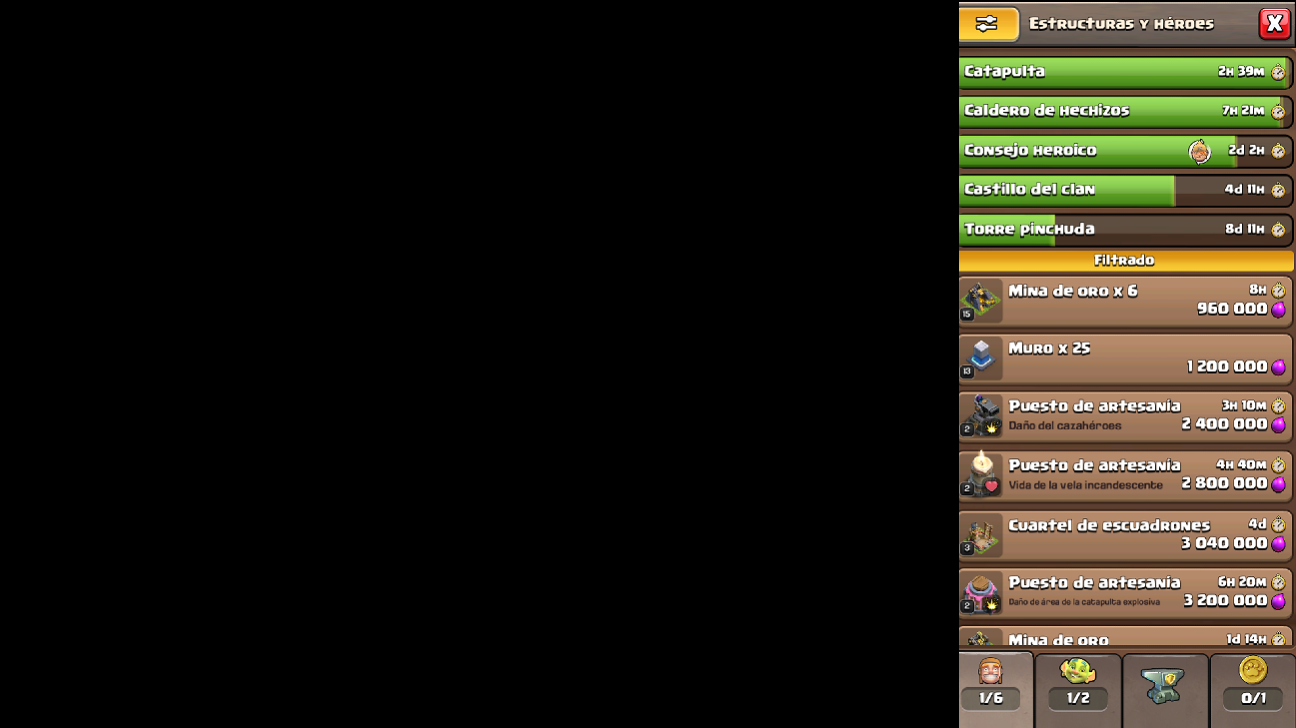 Estructuras y héroes
X
Catapulta 2h 39m
Caldero de hechizos 7h 21m
Consejo heroico 2d 2h
Castillo del clan 4d 11h
Torre pinchuda 8d 11h
Filtrado
Mina de oro x 6 8h
15 960 000
Muro x 25
13 1 200 000
Puesto de artesanía 3h 10m
2 Daño del cazahéroes 2 400 000
Puesto de artesanía 4h 40m
2 Vida de la vela incandescente 2 800 000
Cuartel de escuadrones 4d
3 3 040 000
Puesto de artesanía 6h 20m
2 Daño de área de la catapulta explosiva 3 200 000
Mina de oro 1d 14h
1/6 1/2 0/1